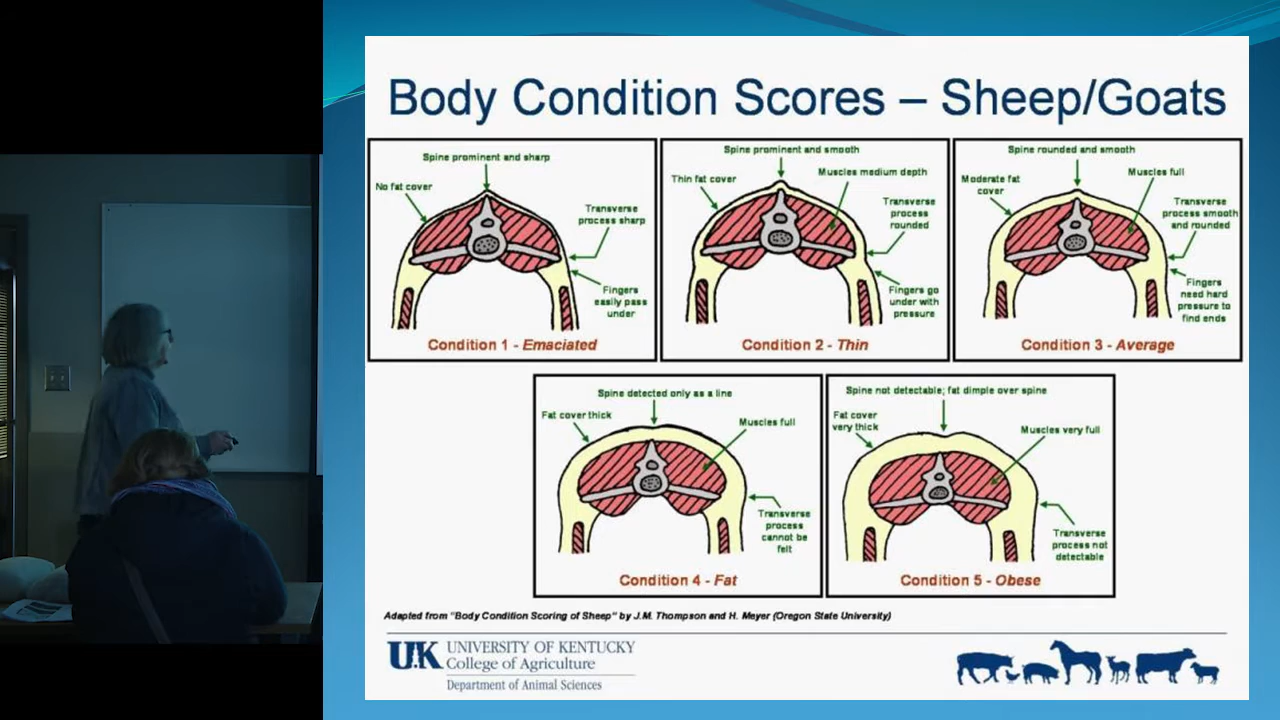 Body Condition Scores – Sheep/Goats
Spine prominent and sharp
No fat cover
Transverse
process sharp
Fingers
easily pass
under
Condition 1 - Emaciated
Spine prominent and smooth
Thin fat cover
Muscles medium depth
Transverse
process
rounded
Fingers go
under with
pressure
Condition 2 - Thin
Spine rounded and smooth
Moderate fat
cover
Muscles full
Transverse
process smooth
and rounded
Fingers
need hard
pressure to
find ends
Condition 3 - Average
Spine detected only as a line
Fat cover thick
Muscles full
Transverse
process
cannot be
felt
Condition 4 - Fat
Spine not detectable; fat dimple over spine
Fat cover
very thick
Muscles very full
Transverse
process not
detectable
Condition 5 - Obese
Adapted from "Body Condition Scoring of Sheep" by J.M. Thompson and H. Meyer (Oregon State University)
UK
UNIVERSITY OF KENTUCKY
College of Agriculture
Department of Animal Sciences